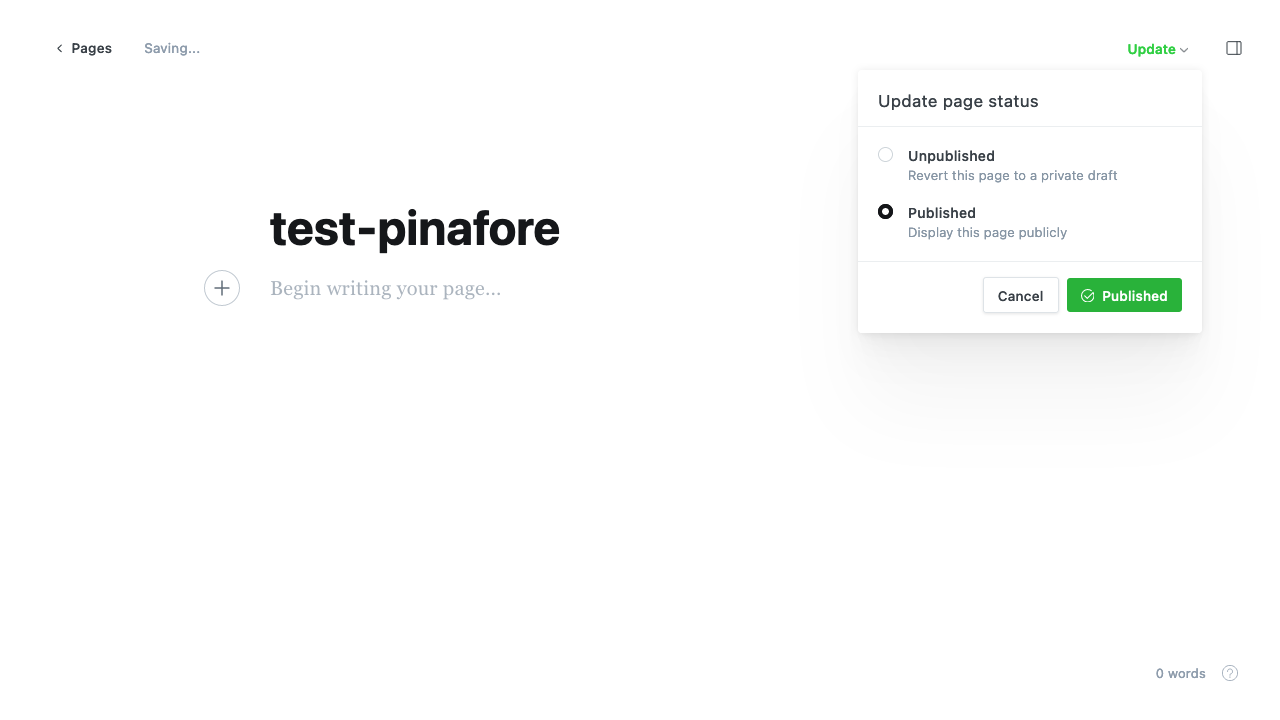 Pages
Saving...
Update
Update page status
Unpublished
Revert this page to a private draft
Published
Display this page publicly
Cancel
Published
test-pinafore
Begin writing your page...
0 words
?